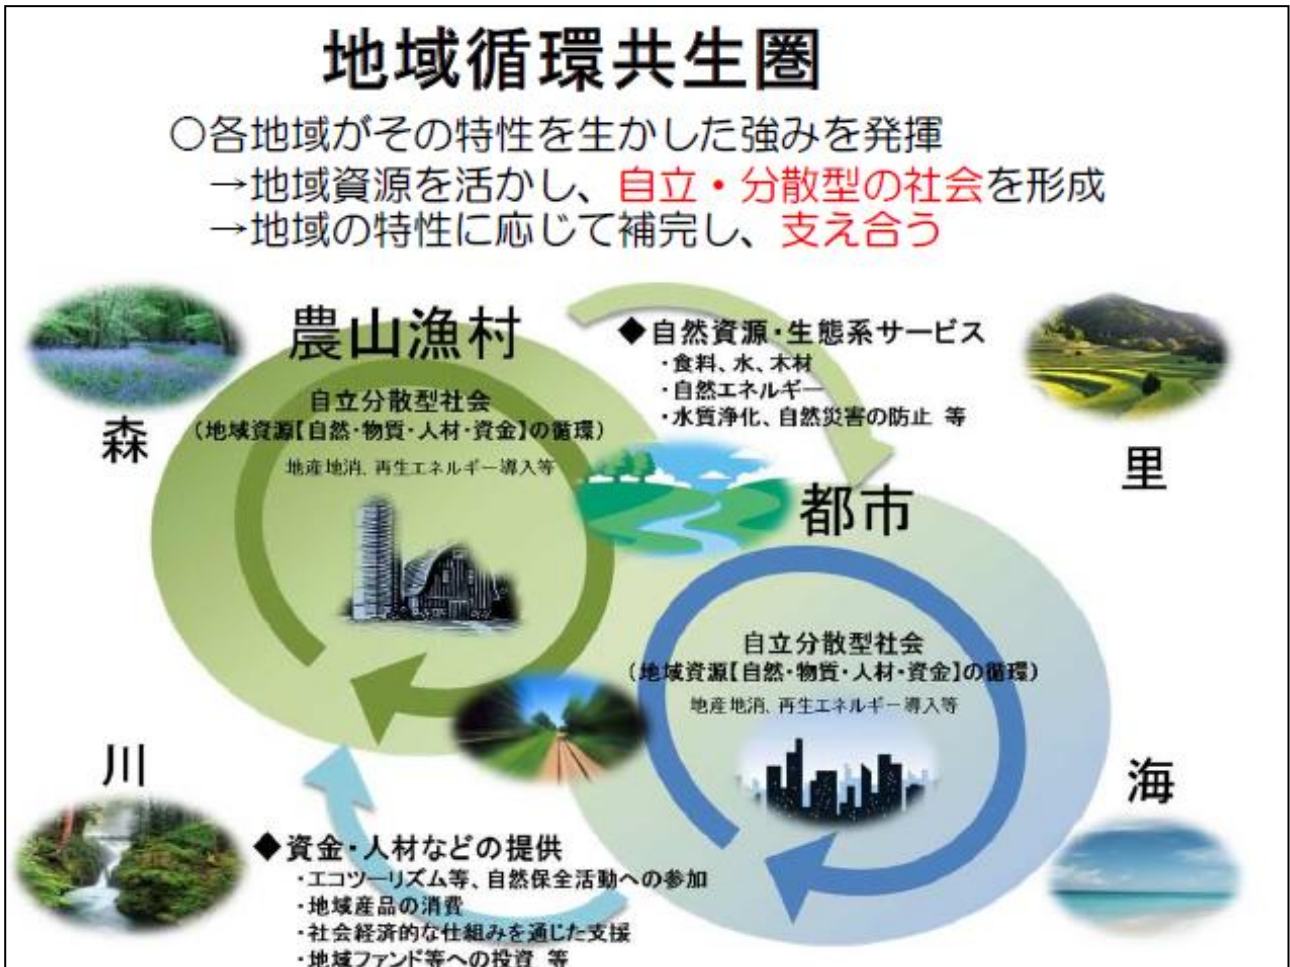 地域循環共生圏
○各地域がその特性を生かした強みを発揮
→地域資源を活かし、自立・分散型の社会を形成
→地域の特性に応じて補完し、支え合う
農山漁村
自立分散型社会
（地域資源【自然・物質・人材・資金】の循環）
地産地消、再生エネルギー導入等
◆自然資源・生態系サービス
・食料、水、木材
・自然エネルギー
・水質浄化、自然災害の防止 等
森
里
都市
自立分散型社会
（地域資源【自然・物質・人材・資金】の循環）
地産地消、再生エネルギー導入等
川
海
◆資金・人材などの提供
・エコツーリズム等、自然保全活動への参加
・地域産品の消費
・社会経済的な仕組みを通じた支援
・地域ファンド等への投資 等